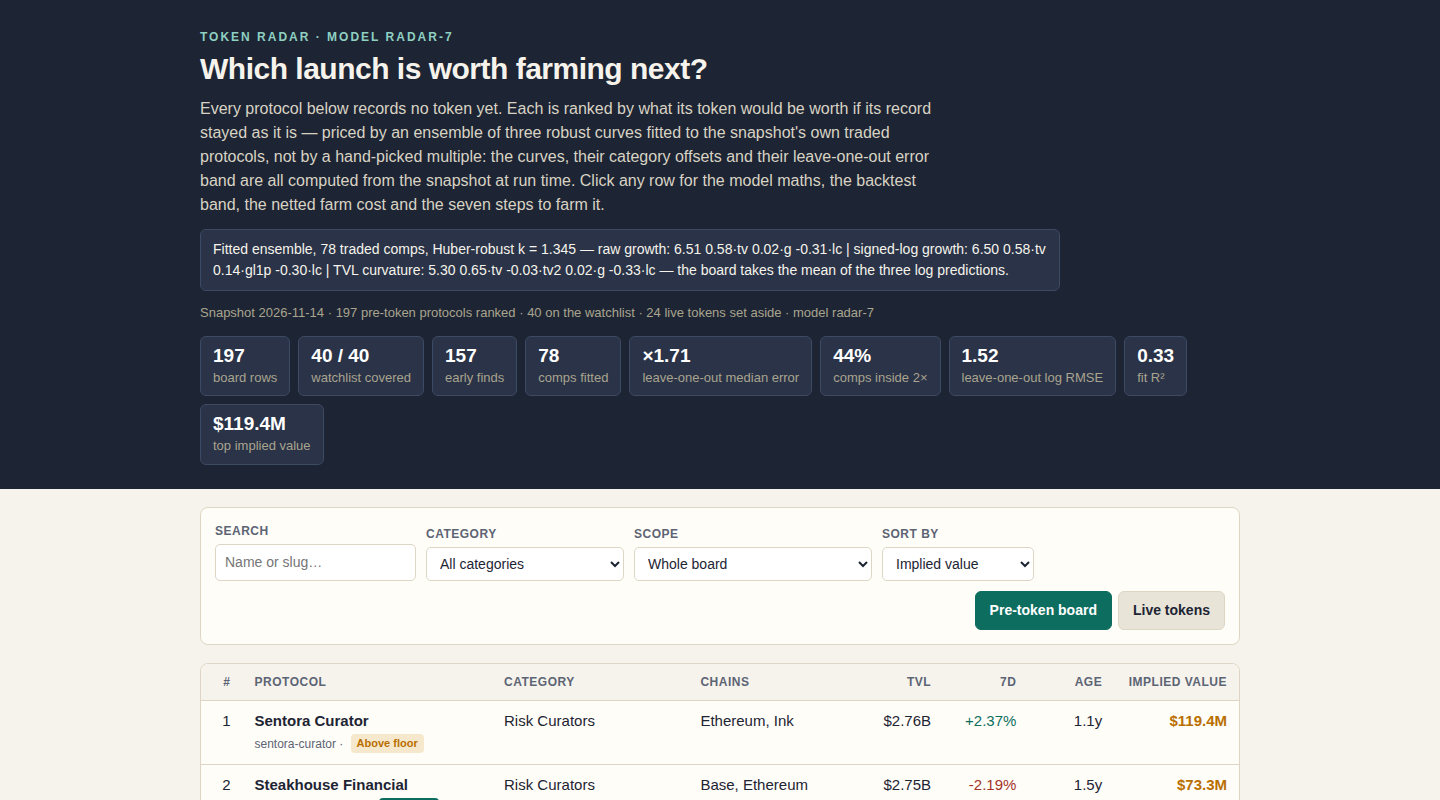 TOKEN RADAR · MODEL RADAR-7
Which launch is worth farming next?
Every protocol below records no token yet. Each is ranked by what its token would be worth if its record
stayed as it is — priced by an ensemble of three robust curves fitted to the snapshot's own traded
protocols, not by a hand-picked multiple: the curves, their category offsets and their leave-one-out error
band are all computed from the snapshot at run time. Click any row for the model maths, the backtest
band, the netted farm cost and the seven steps to farm it.
Fitted ensemble, 78 traded comps, Huber-robust k = 1.345 — raw growth: 6.51 0.58·tv 0.02·g -0.31·lc | signed-log growth: 6.50 0.58·tv
0.14·gl1p -0.30·lc | TVL curvature: 5.30 0.65·tv -0.03·tv2 0.02·g -0.33·lc — the board takes the mean of the three log predictions.
Snapshot 2026-11-14 · 197 pre-token protocols ranked · 40 on the watchlist · 24 live tokens set aside · model radar-7
197 40 / 40 157 78 ×1.71 44% 1.52 0.33
board rows watchlist covered early finds comps fitted leave-one-out median error comps inside 2× leave-one-out log RMSE fit R²
$119.4M
top implied value
SEARCH CATEGORY SCOPE SORT BY
Name or slug… All categories Whole board Implied value
Pre-token board Live tokens
# PROTOCOL CATEGORY CHAINS TVL 7D AGE IMPLIED VALUE
1 Sentora Curator Risk Curators Ethereum, Ink $2.76B +2.37% 1.1y $119.4M
sentora-curator · Above floor
2 Steakhouse Financial Risk Curators Base, Ethereum $2.75B -2.19% 1.5y $73.3M